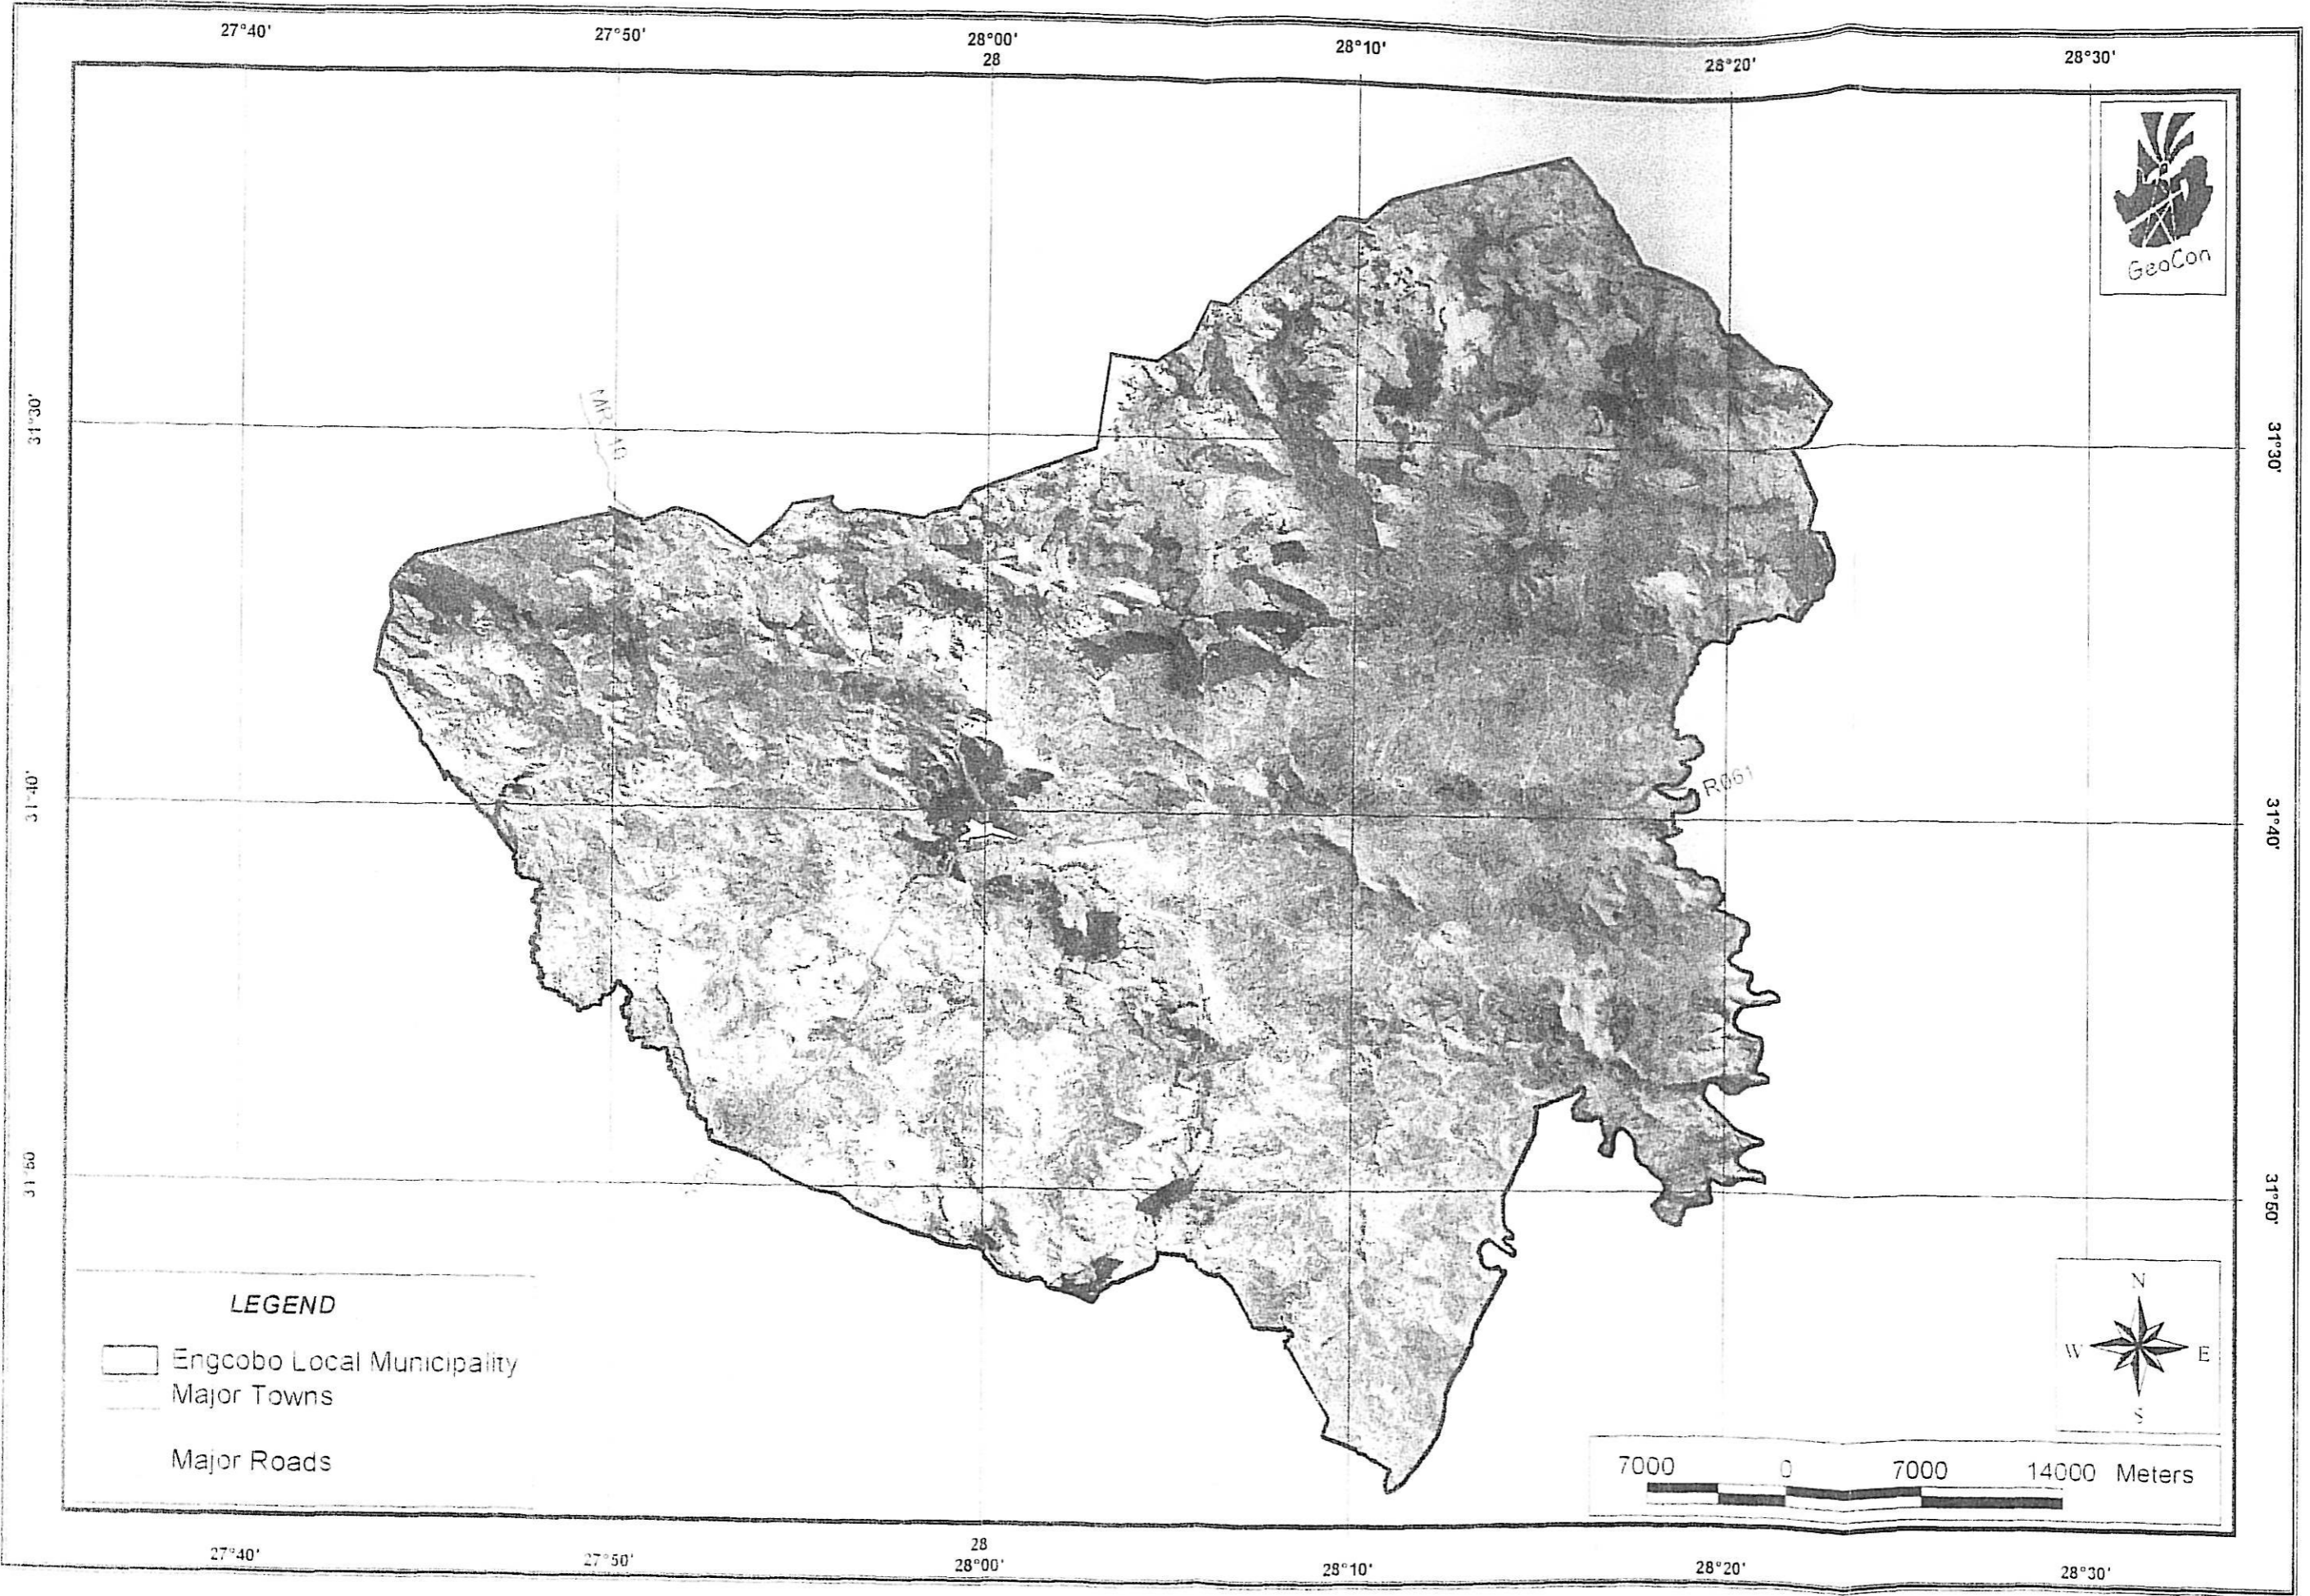 27°40' 27°50' 28°00' 28°10' 28°20' 28°30'
28
GeoCon
31°30' 31°30'
R061
31°40' 31°40'
31°50 31°50'
LEGEND
Engcobo Local Municipality
Major Towns
Major Roads
N
W E
S
7000 0 7000 14000 Meters
28
27°40' 27°50' 28°00' 28°10' 28°20' 28°30'